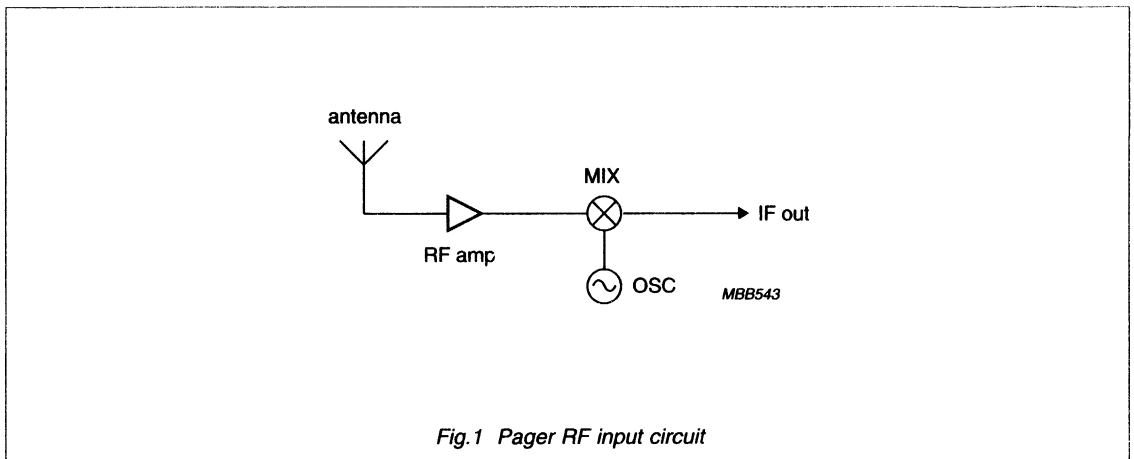 antenna
MIX
IF out
RF amp
OSC
MBB543
Fig.1 Pager RF input circuit